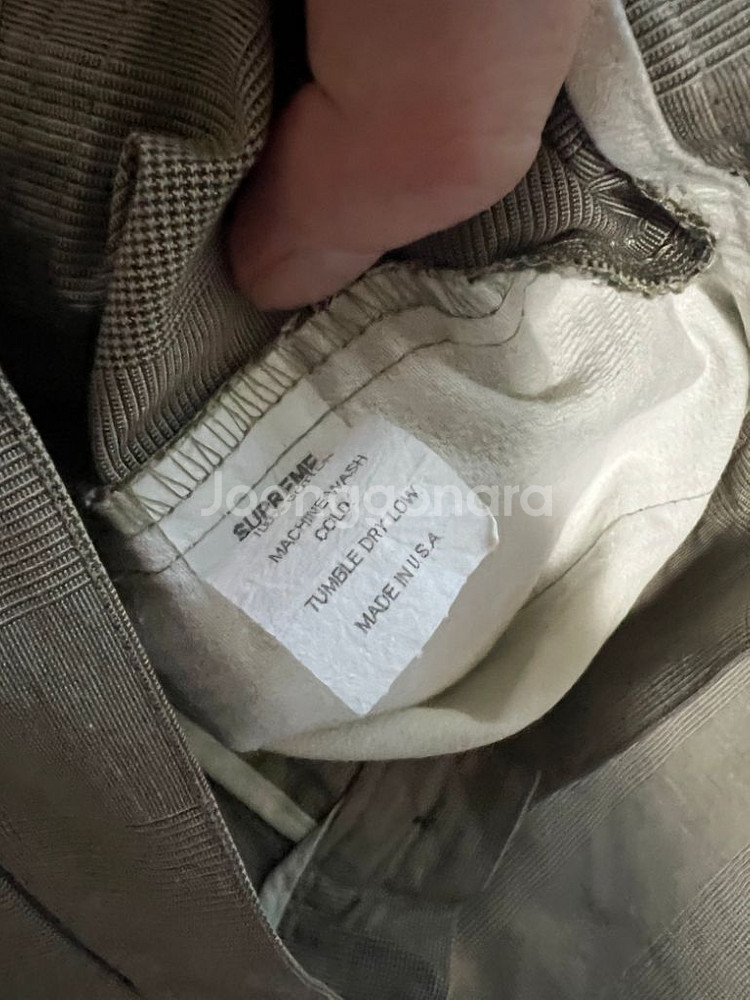 SUPREME
MACHINE WASH
COLD
TUMBLE DRY LOW
MADE IN U.S.A
Joonggonara